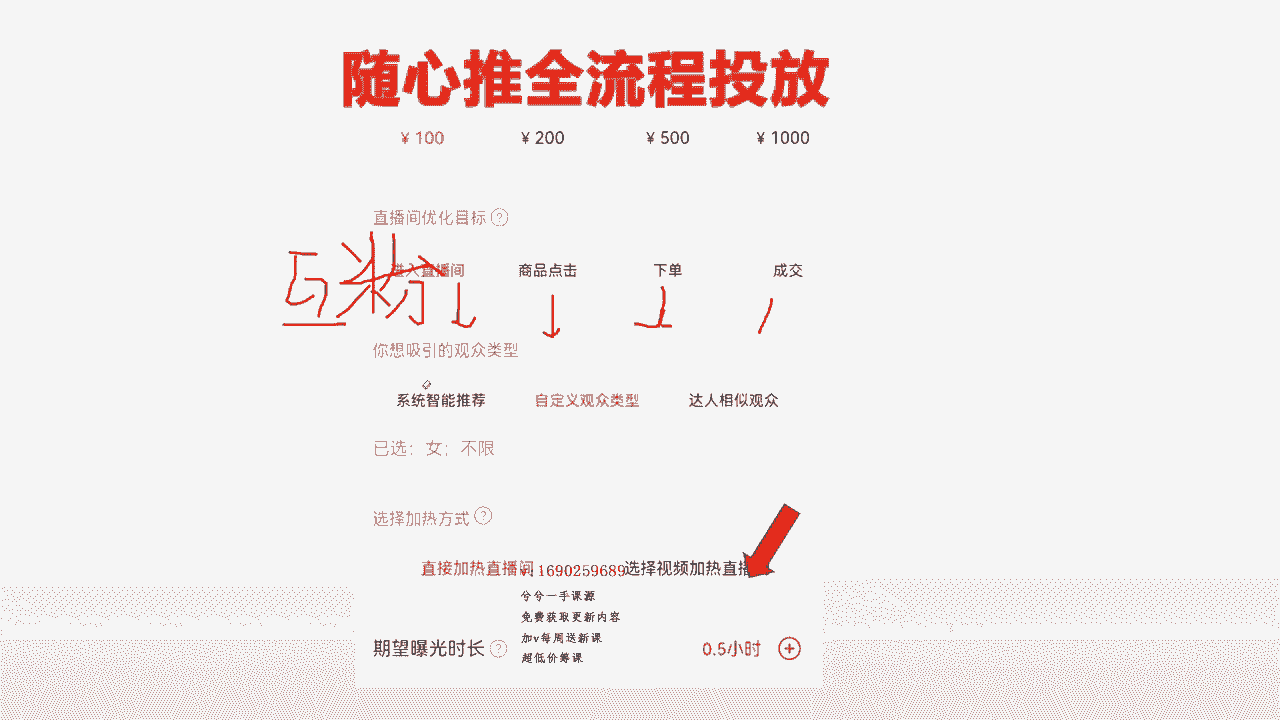 随心推全流程投放
¥ 100 ¥ 200 ¥ 500 ¥ 1000
直播间优化目标 ?
进入直播间 商品点击 下单 成交
你想吸引的观众类型
系统智能推荐 自定义观众类型 达人相似观众
已选：女；不限
选择加热方式 ?
直接加热直播间 v:1690259689 选择视频加热直播
兮兮一手课源
免费获取更新内容
加v每周送新课
超低价筹课
期望曝光时长 ? 0.5小时